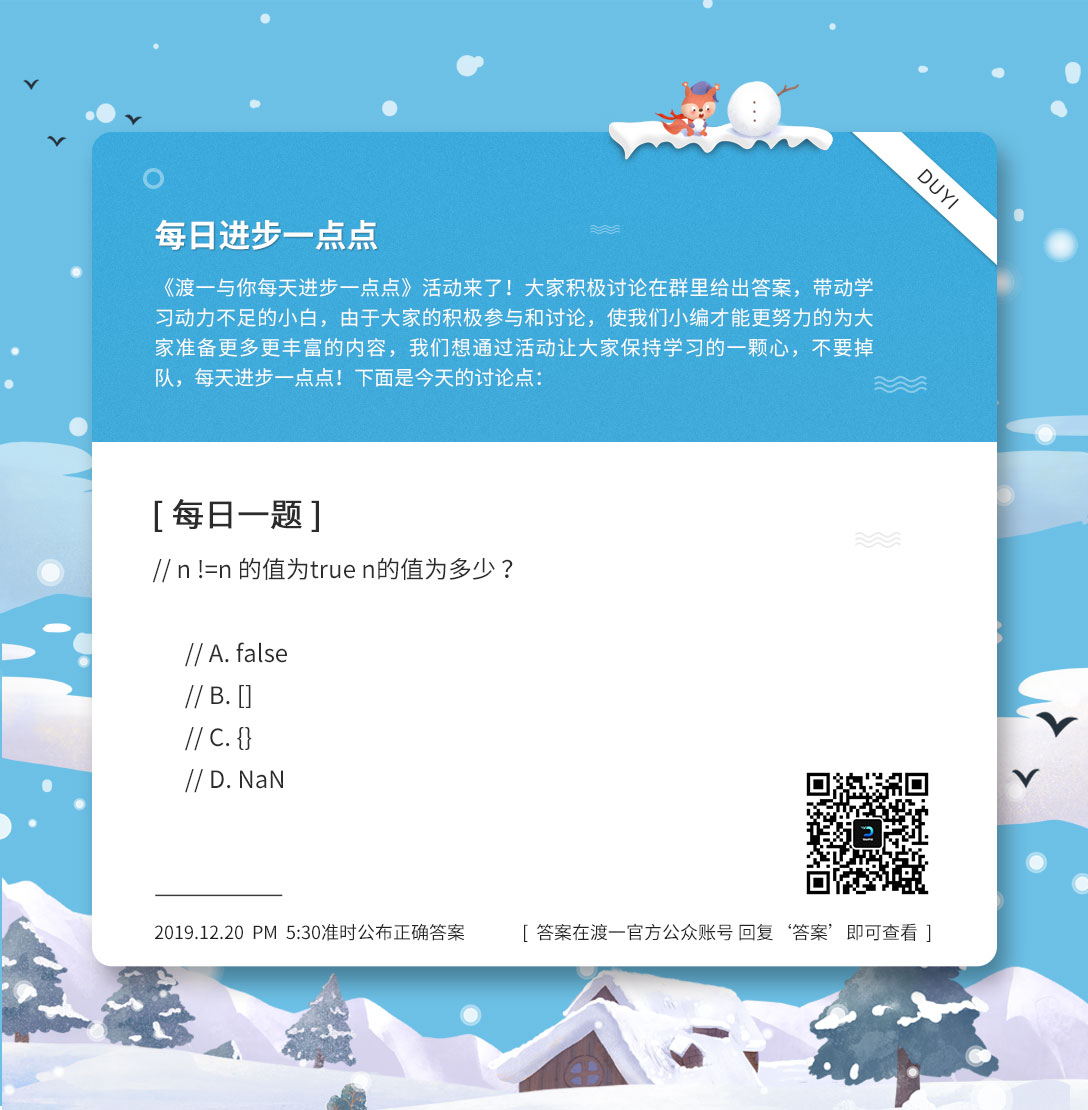 DUYI
每日进步一点点
《渡一与你每天进步一点点》活动来了！大家积极讨论在群里给出答案，带动学
习动力不足的小白，由于大家的积极参与和讨论，使我们小编才能更努力的为大
家准备更多更丰富的内容，我们想通过活动让大家保持学习的一颗心，不要掉
队，每天进步一点点！下面是今天的讨论点：
[ 每日一题 ]
// n !=n 的值为true n的值为多少？
// A. false
// B. []
// C. {}
// D. NaN
2019.12.20 PM 5:30准时公布正确答案
[ 答案在渡一官方公众账号 回复‘答案’即可查看 ]